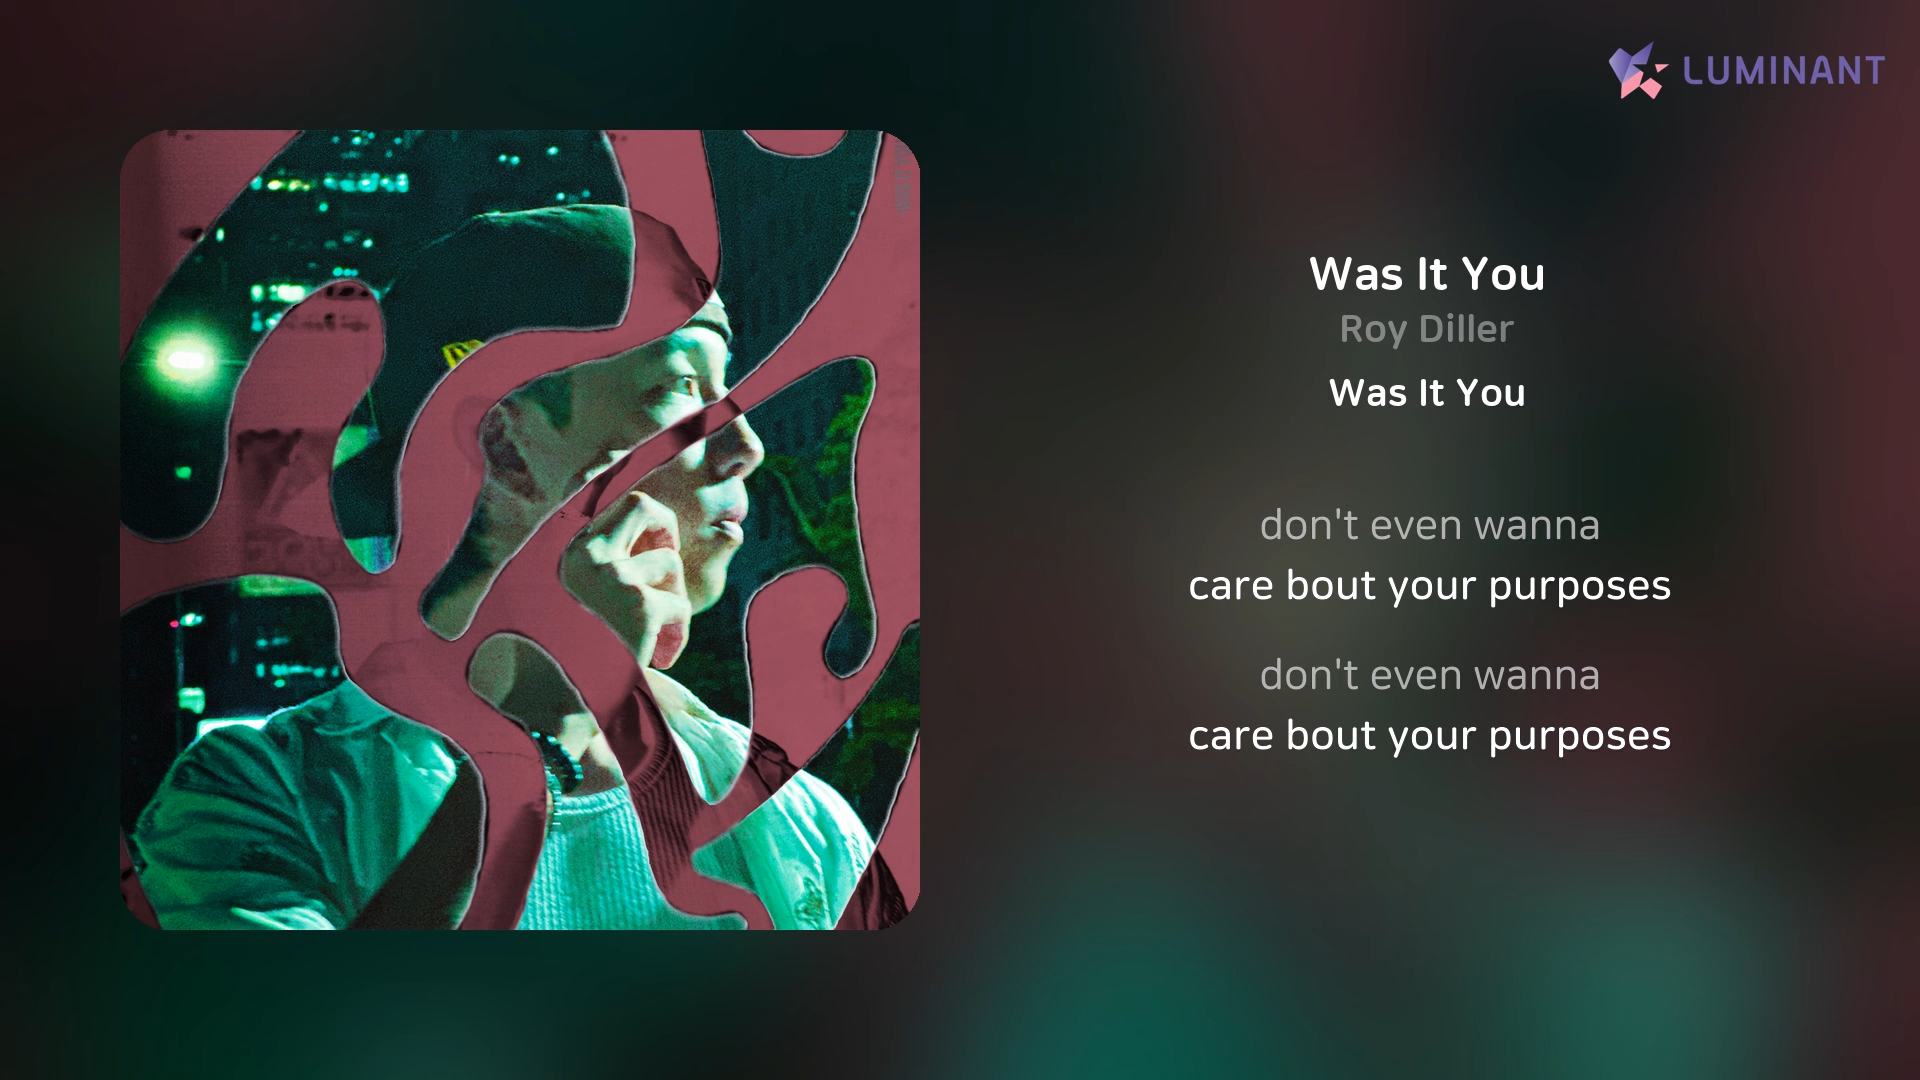 LUMINANT
Was It You
Roy Diller
Was It You
don't even wanna
care bout your purposes
don't even wanna
care bout your purposes